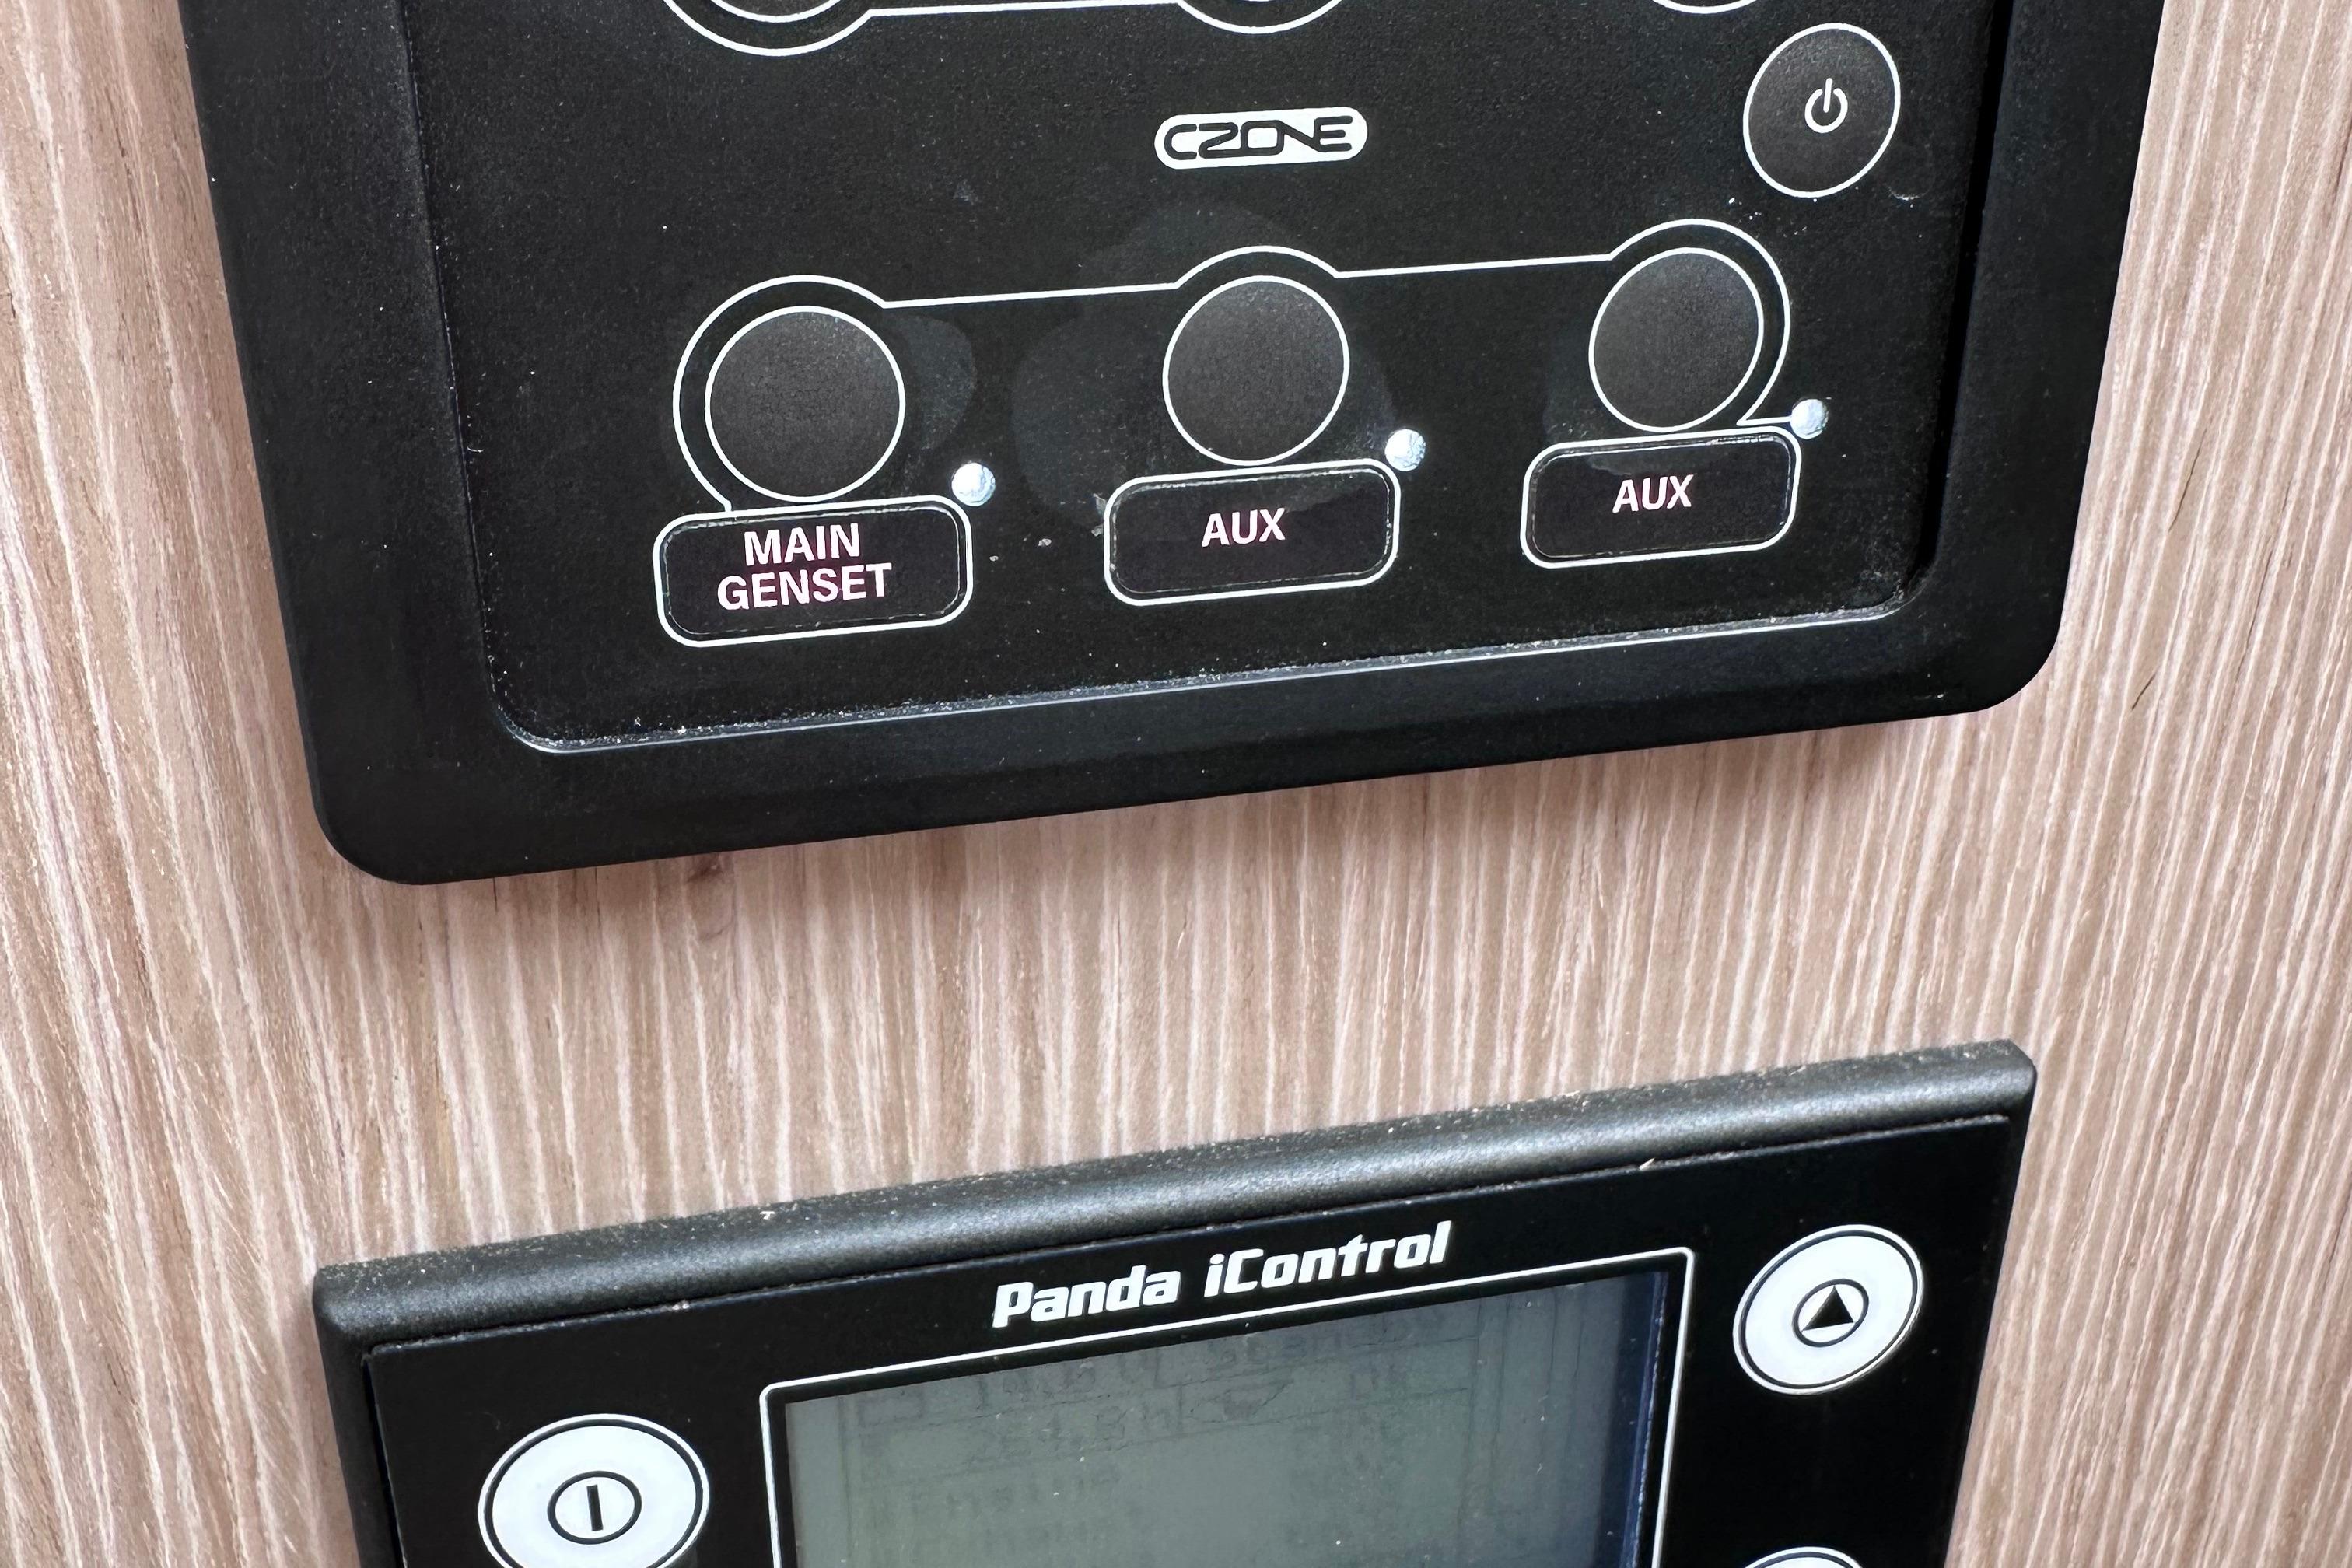 CZONE
MAIN
GENSET
AUX
AUX
Panda iControl